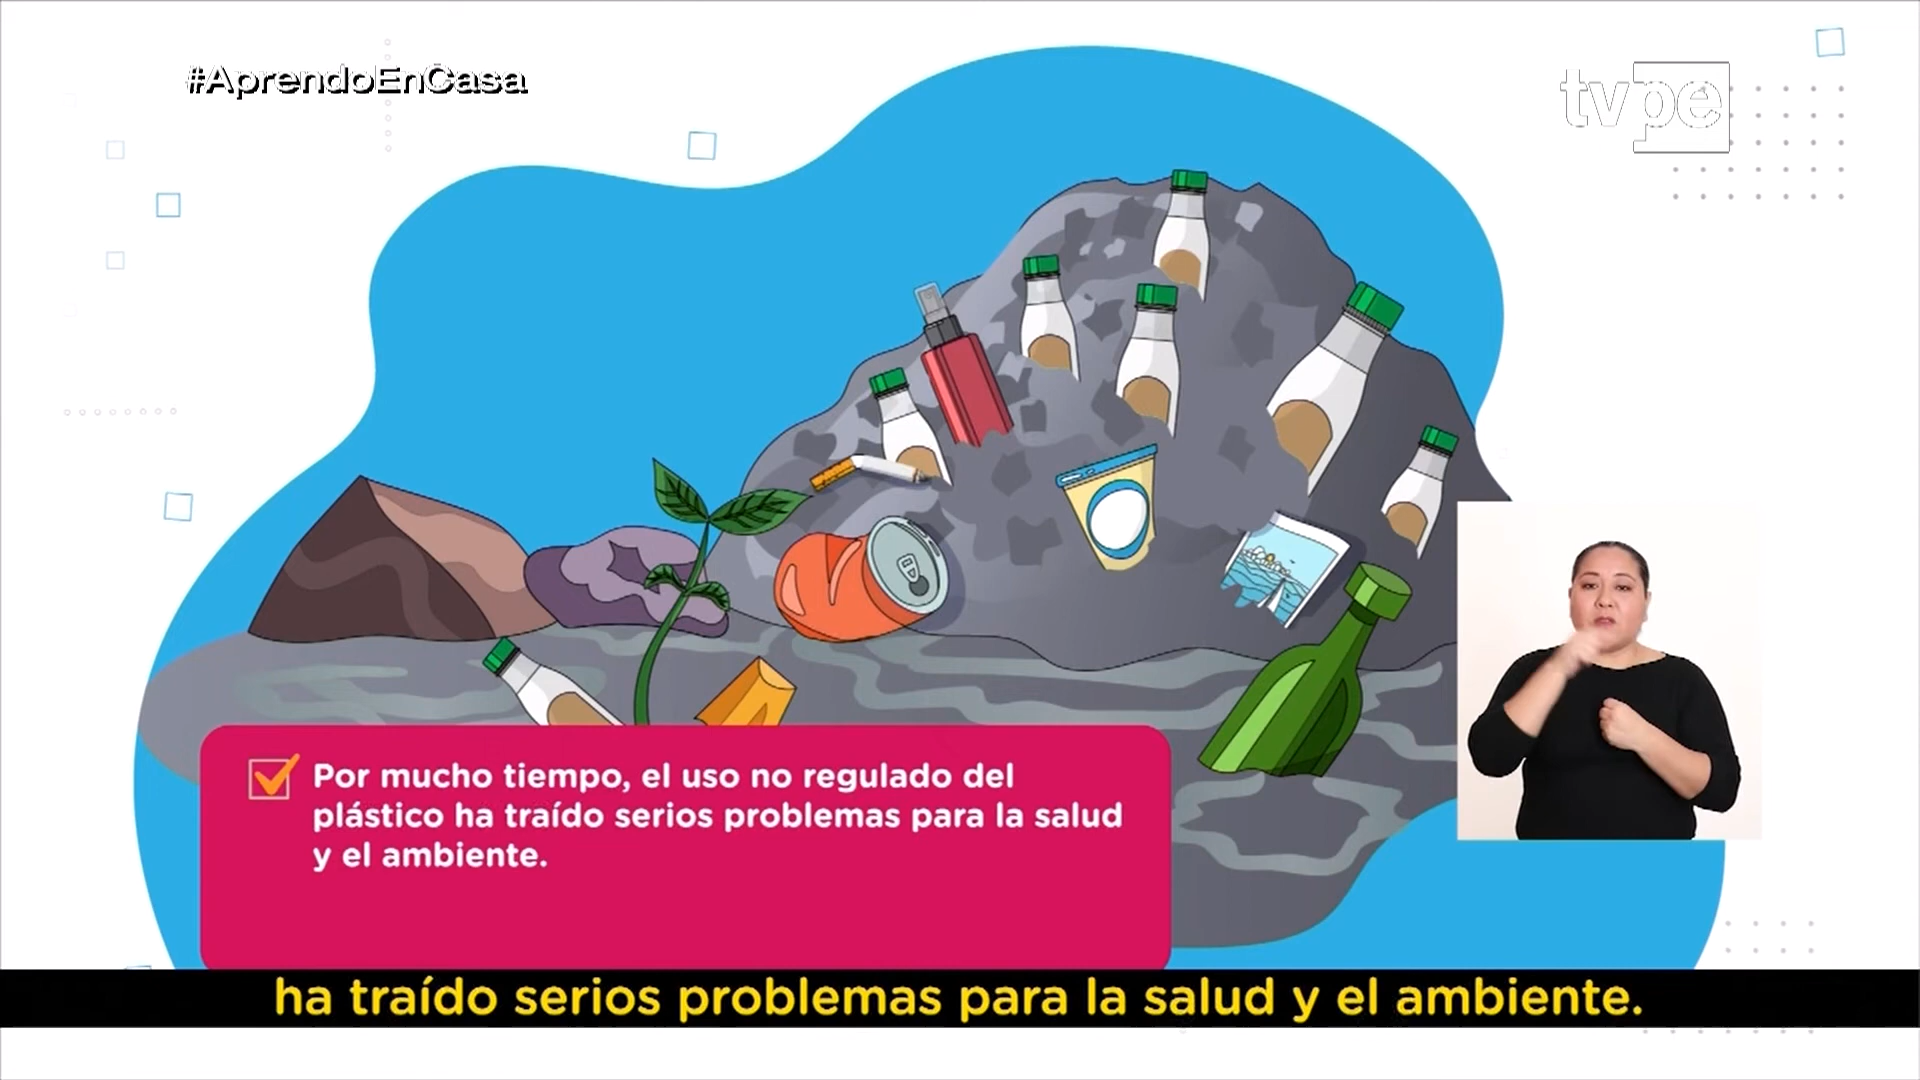 #AprendoEnCasa
tvpe
Por mucho tiempo, el uso no regulado del
plástico ha traído serios problemas para la salud
y el ambiente.
ha traído serios problemas para la salud y el ambiente.